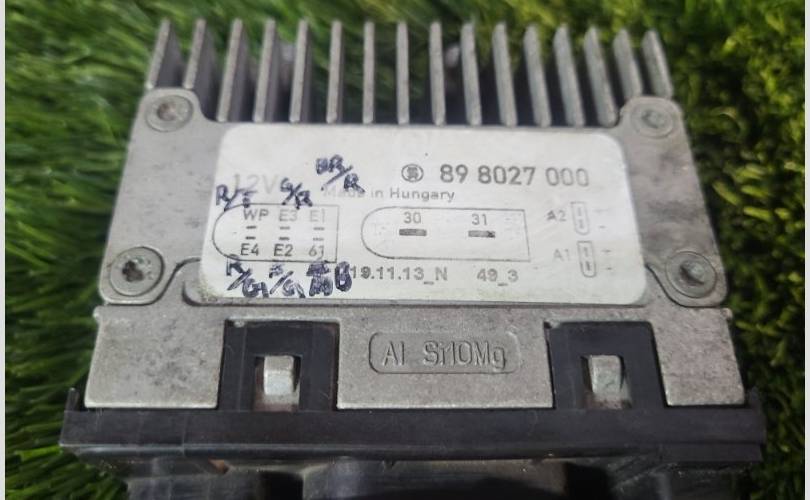 12V 89 8027 000
Made in Hungary
WP E3 E1
E4 E2 61
30 31
A2
A1
19.11.13_N 49_3
Al Si10Mg